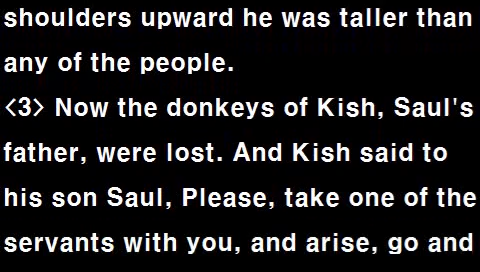 shoulders upward he was taller than
any of the people.
<3> Now the donkeys of Kish, Saul's
father, were lost. And Kish said to
his son Saul, Please, take one of the
servants with you, and arise, go and